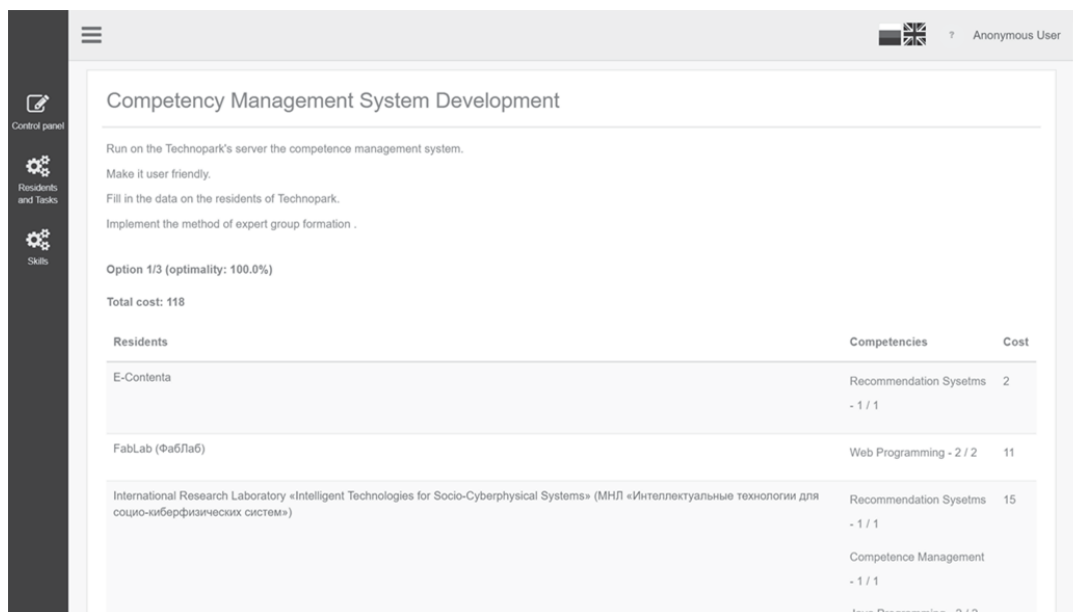 ? Anonymous User
Control panel
Residents
and Tasks
Skills
Competency Management System Development
Run on the Technopark's server the competence management system.
Make it user friendly.
Fill in the data on the residents of Technopark.
Implement the method of expert group formation .
Option 1/3 (optimality: 100.0%)
Total cost: 118
Residents Competencies Cost
E-Contenta Recommendation Sysetms 2
- 1 / 1
FabLab (ФабЛаб) Web Programming - 2 / 2 11
International Research Laboratory «Intelligent Technologies for Socio-Cyberphysical Systems» (МНЛ «Интеллектуальные технологии для Recommendation Sysetms 15
социо-киберфизических систем»)
- 1 / 1
Competence Management
- 1 / 1